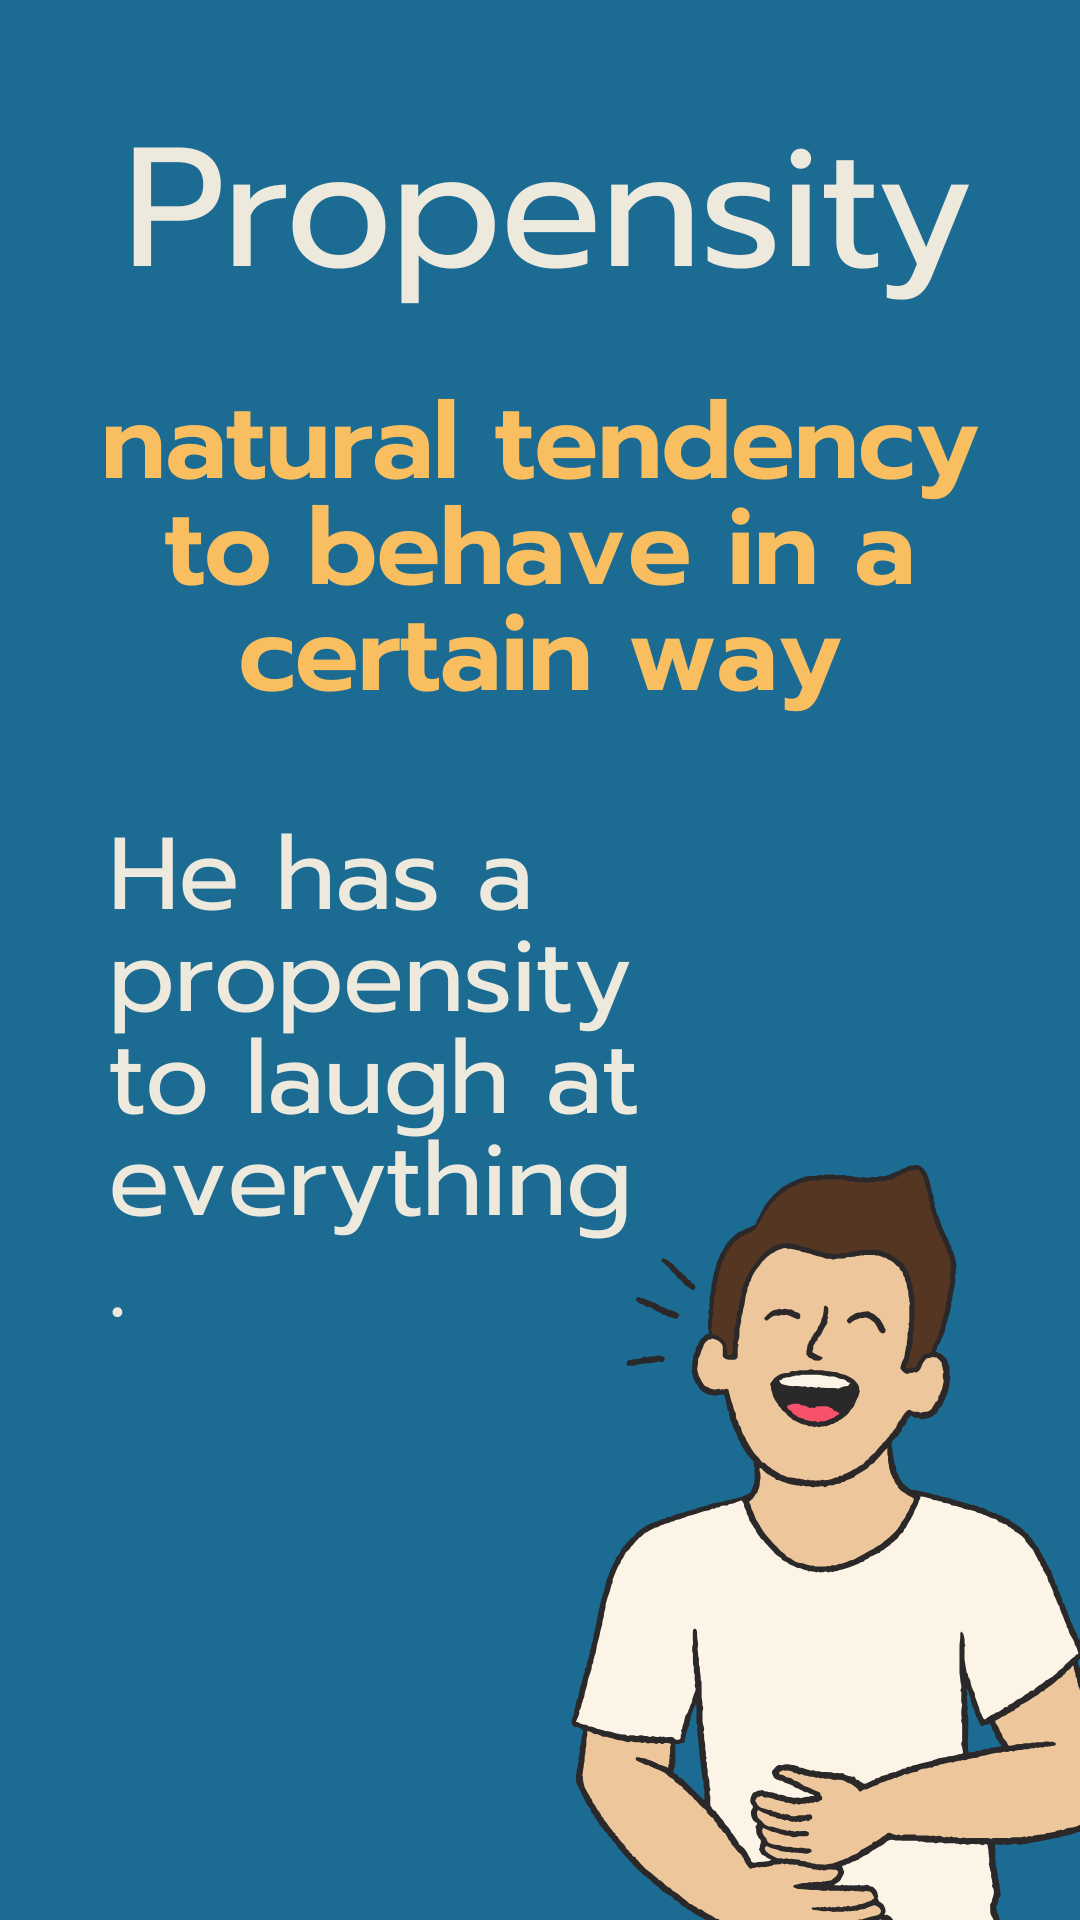 Propensity
natural tendency
to behave in a
certain way
He has a
propensity
to laugh at
everything
.